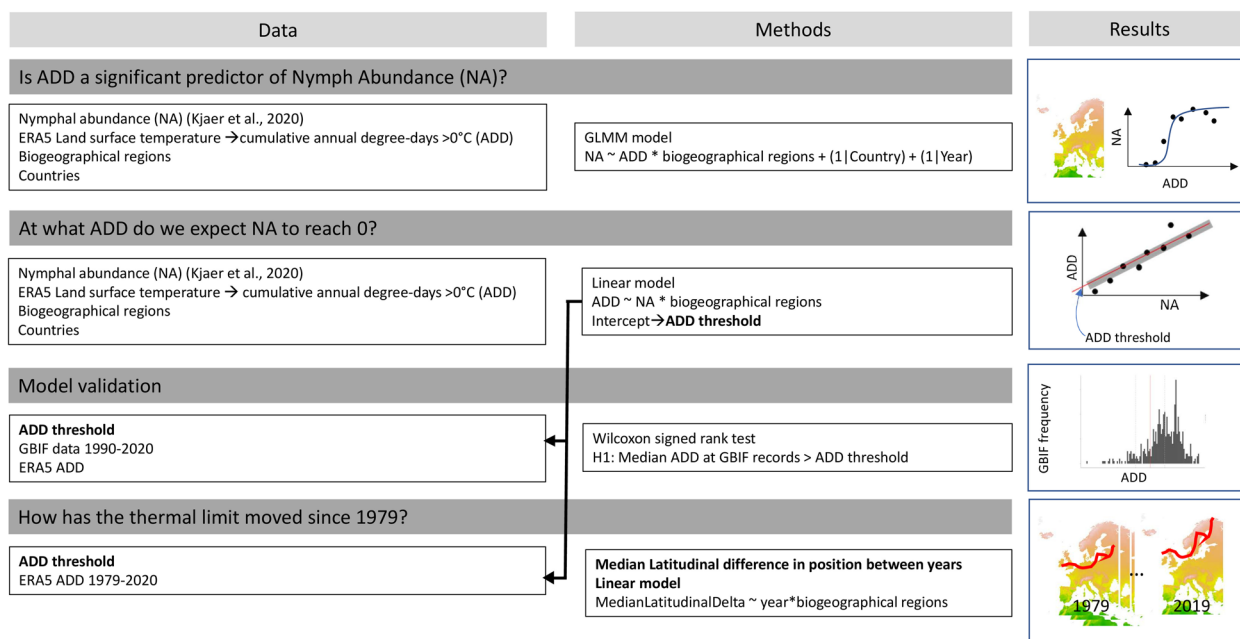 Data
Methods
Results
Is ADD a significant predictor of Nymph Abundance (NA)?
Nymphal abundance (NA) (Kjaer et al., 2020)
ERA5 Land surface temperature →cumulative annual degree-days >0°C (ADD)
Biogeographical regions
Countries
GLMM model
NA ~ ADD * biogeographical regions + (1|Country) + (1|Year)
NA
ADD
At what ADD do we expect NA to reach 0?
Nymphal abundance (NA) (Kjaer et al., 2020)
ERA5 Land surface temperature → cumulative annual degree-days >0°C (ADD)
Biogeographical regions
Countries
Linear model
ADD ~ NA * biogeographical regions
Intercept→ADD threshold
ADD
NA
ADD threshold
Model validation
ADD threshold
GBIF data 1990-2020
ERA5 ADD
Wilcoxon signed rank test
H1: Median ADD at GBIF records > ADD threshold
GBIF frequency
ADD
How has the thermal limit moved since 1979?
ADD threshold
ERA5 ADD 1979-2020
Median Latitudinal difference in position between years
Linear model
MedianLatitudinalDelta ~ year*biogeographical regions
...
1979
2019